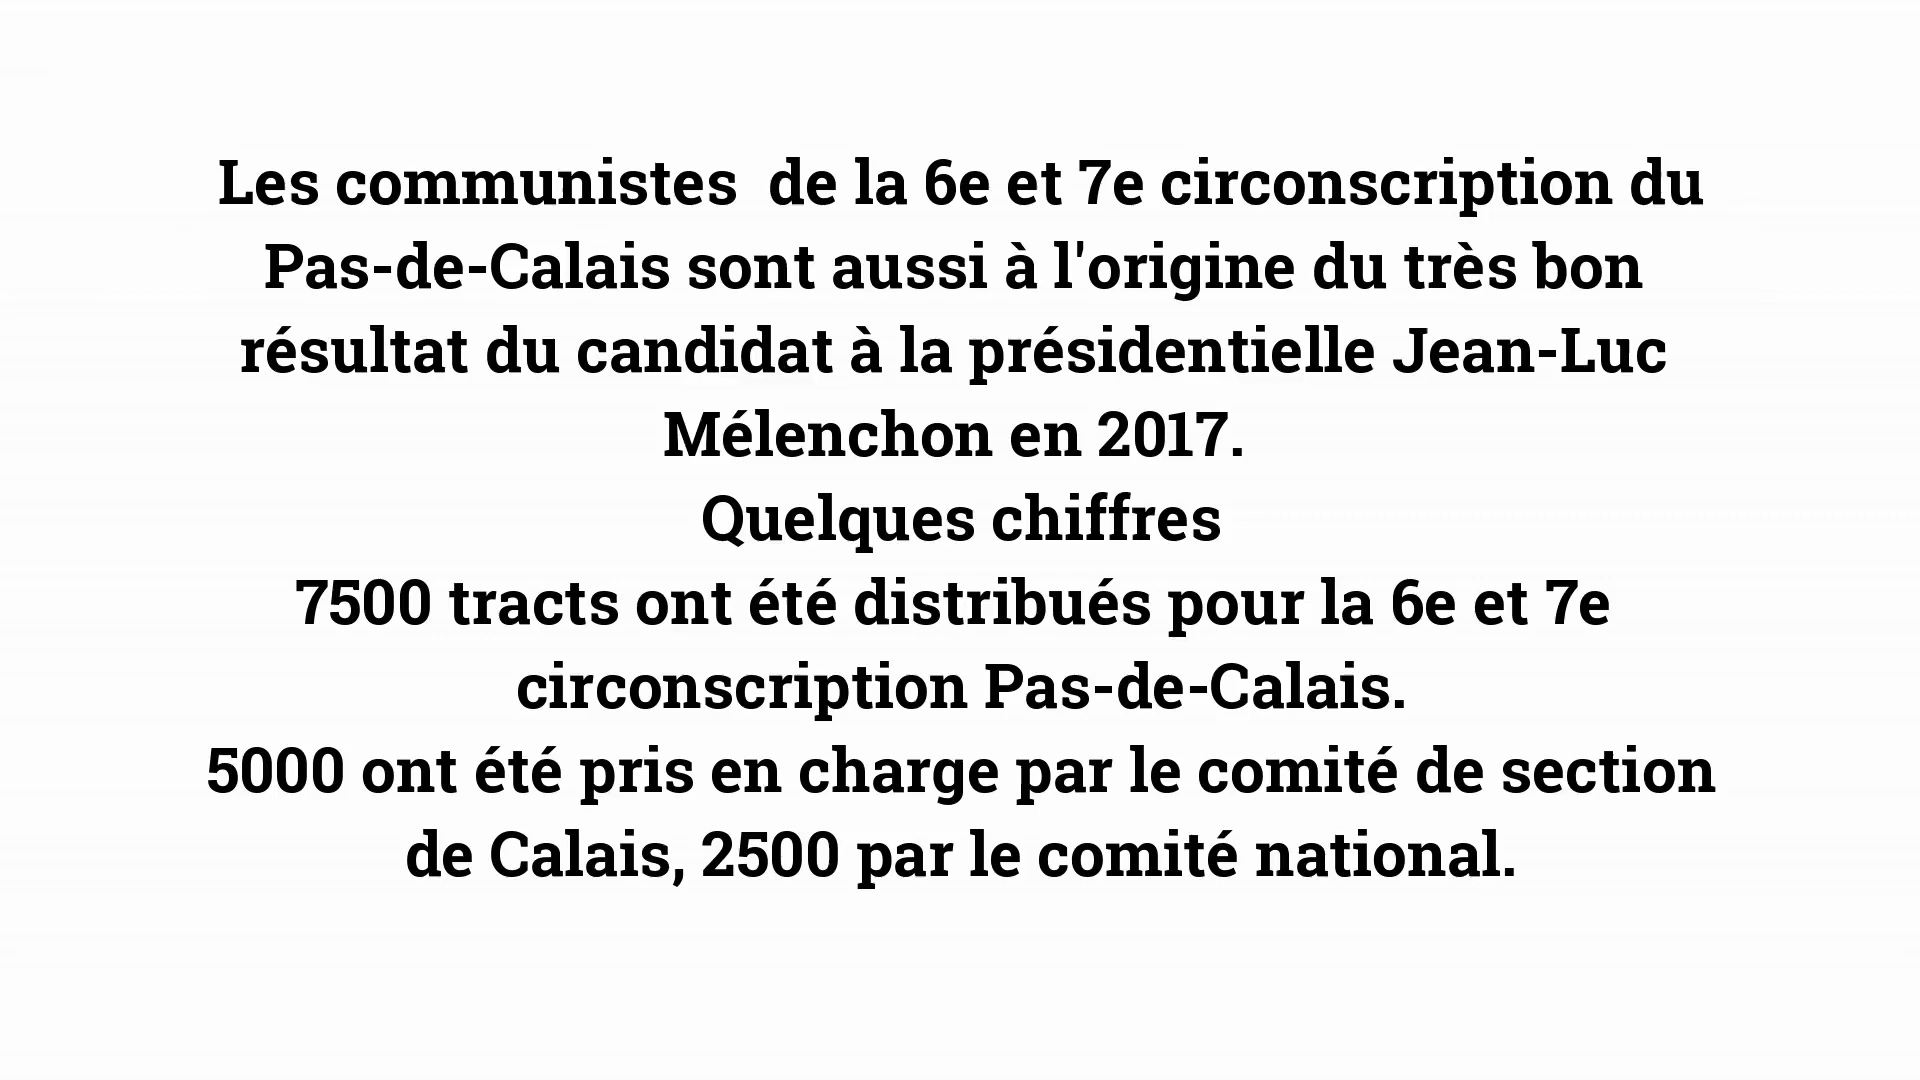 Les communistes  de la 6e et 7e circonscription du
Pas-de-Calais sont aussi à l'origine du très bon
résultat du candidat à la présidentielle Jean-Luc
Mélenchon en 2017.
Quelques chiffres
7500 tracts ont été distribués pour la 6e et 7e
circonscription Pas-de-Calais.
5000 ont été pris en charge par le comité de section
de Calais, 2500 par le comité national.